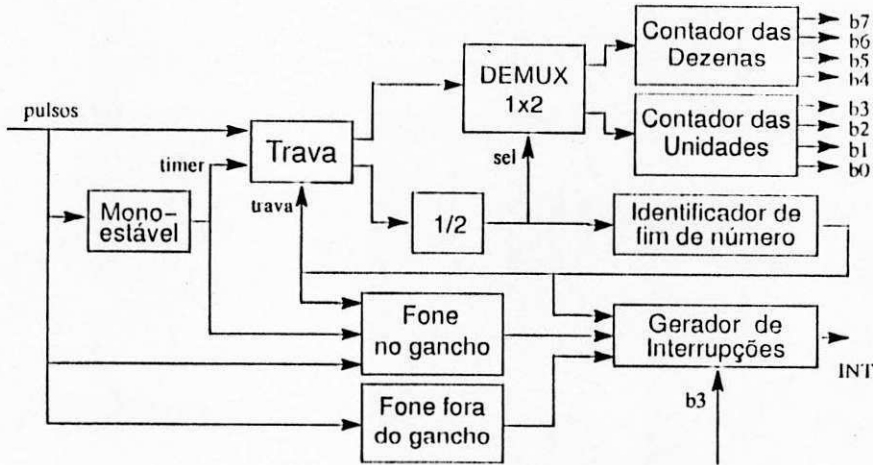 Contador das
Dezenas
b7
b6
b5
b4
DEMUX
1x2
pulsos
Contador das
Unidades
b3
b2
b1
b0
timer
Trava
sel
trava
Mono-
estável
1/2
Identificador de
fim de número
Fone
no gancho
Gerador de
Interrupções
INT
b3
Fone fora
do gancho